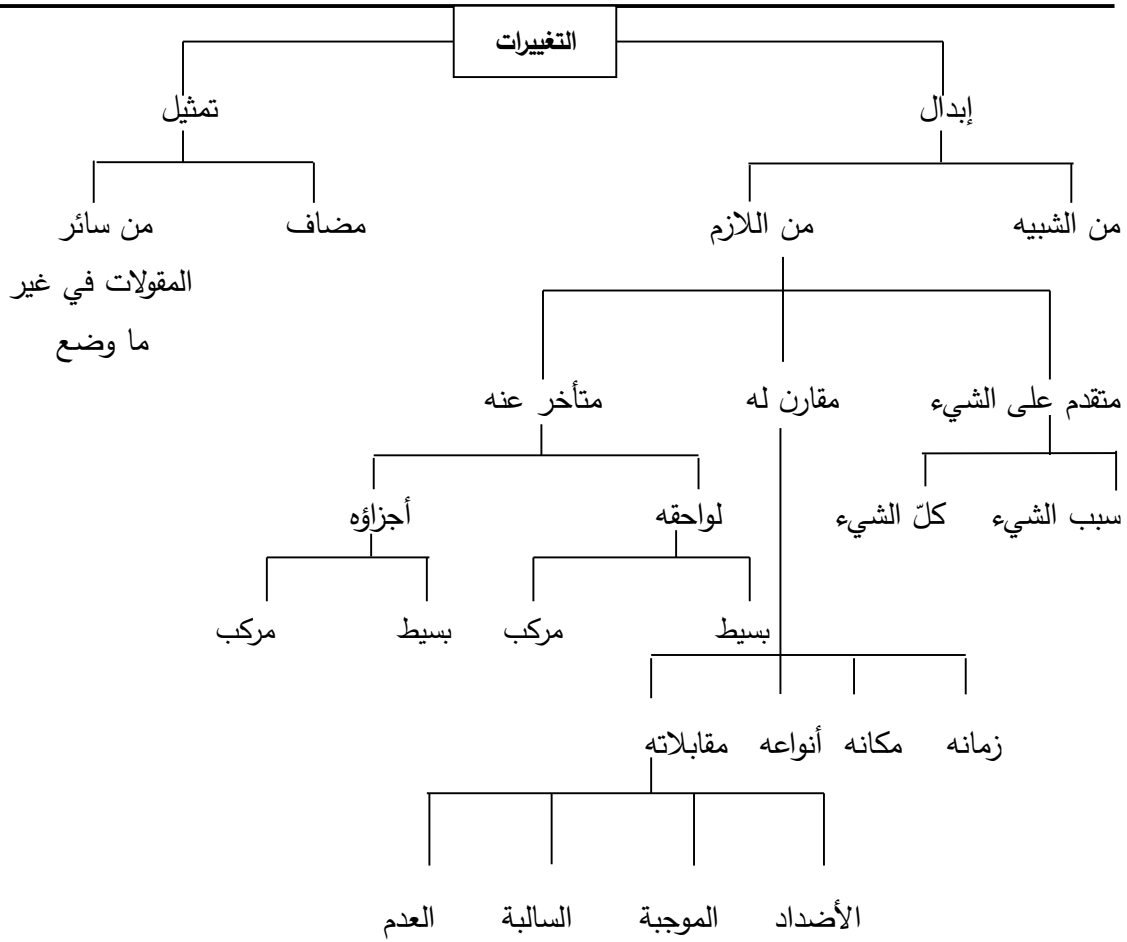 التغييرات
إبدال تمثيل
من الشبيه من اللازم مضاف من سائر
المقولات في غير
ما وضع
متقدم على الشيء مقارن له متأخر عنه
سبب الشيء كلّ الشيء لواحقه أجزاؤه
بسيط مركب بسيط مركب
زمانه مكانه أنواعه مقابلاته
الأضداد الموجبة السالبة العدم